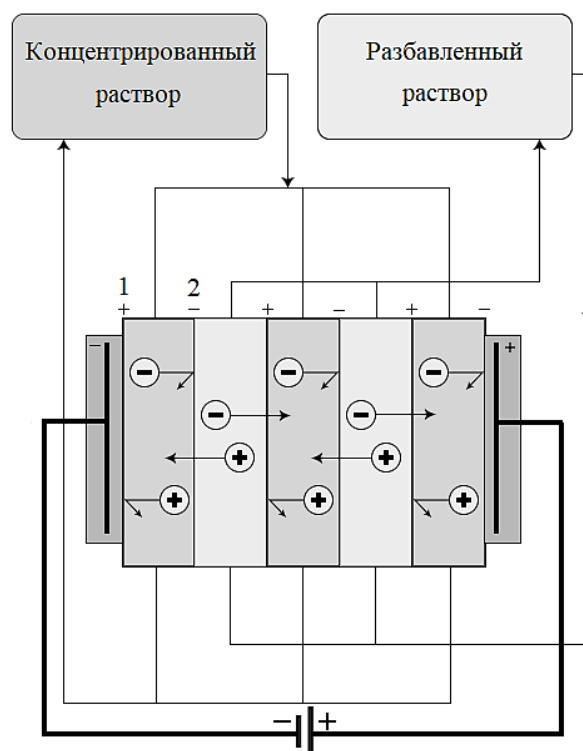 Концентрированный
раствор
Разбавленный
раствор
1 2
+ − + − + −
− +
− − −
− −
+ +
+ + +
− +